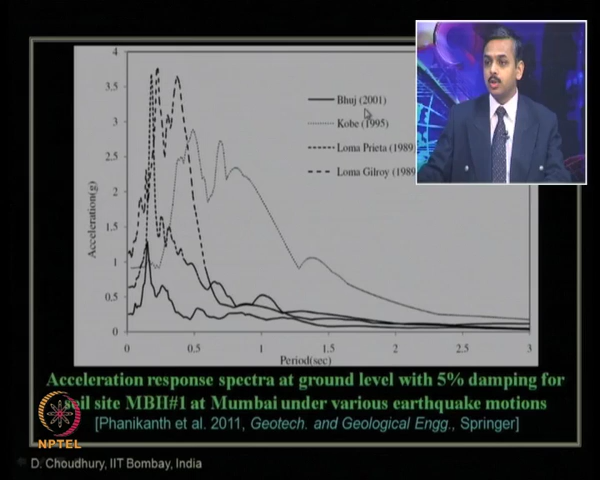 4
3.5
3
2.5
2
1.5
1
0.5
0
Acceleration(g)
Bhuj (2001)
Kobe (1995)
Loma Prieta (1989
Loma Gilroy (1989
0 0.5 1 1.5 2 2.5 3
Period(sec)
Acceleration response spectra at ground level with 5% damping for
soil site MBH#1 at Mumbai under various earthquake motions
[Phanikanth et al. 2011, Geotech. and Geological Engg., Springer]
NPTEL
D. Choudhury, IIT Bombay, India